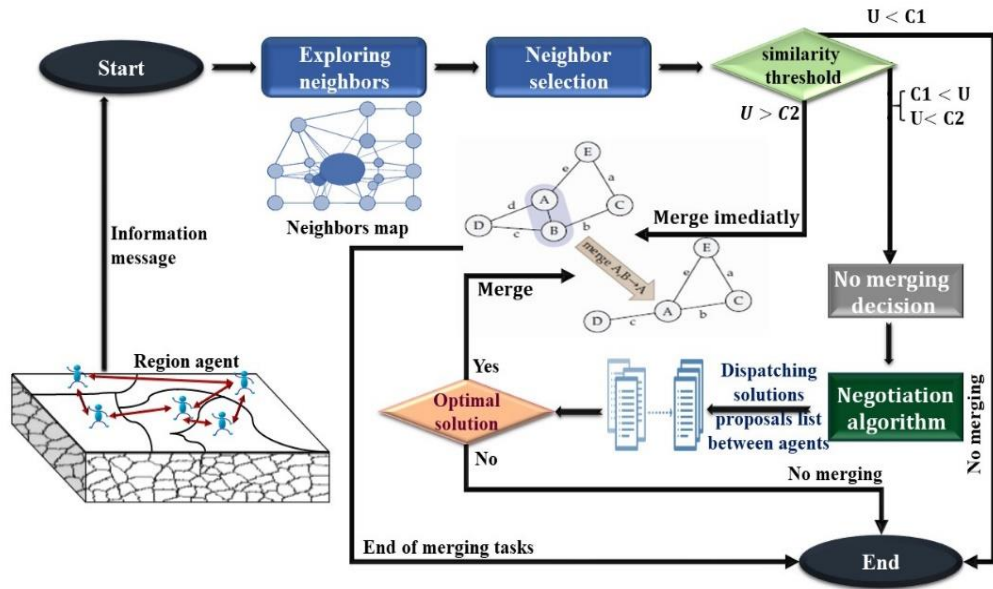 U < C1
Start
Exploring
neighbors
Neighbor
selection
similarity
threshold
C1 < U
U< C2
U > C2
Neighbors map
E
e
a
A
d
C
D
B
c
b
Merge imediatly
merge A,B→A
E
e
a
C
D
A
c
b
Information
message
Merge
No merging
decision
Region agent
Yes
Optimal
solution
No
Dispatching
solutions
proposals list
between agents
Negotiation
algorithm
No merging
No merging
End of merging tasks
End